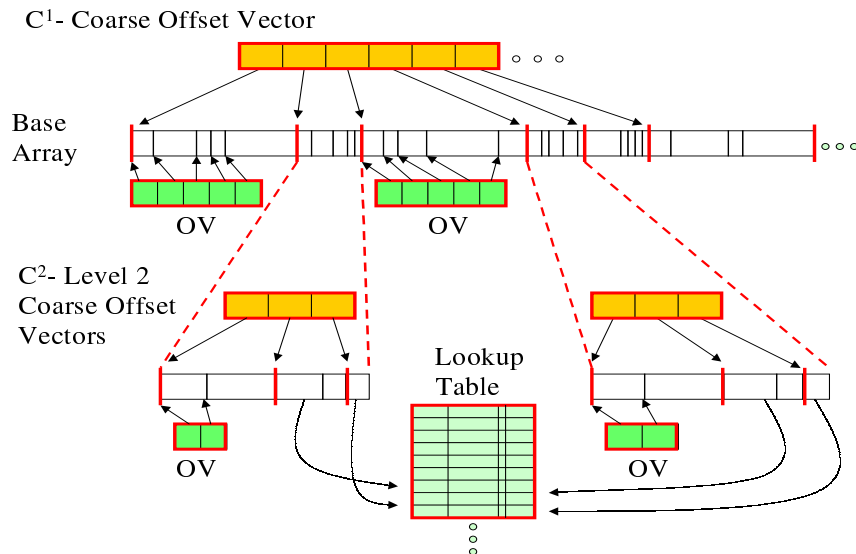 C¹- Coarse Offset Vector
Base
Array
OV
OV
C²- Level 2
Coarse Offset
Vectors
Lookup
Table
OV
OV